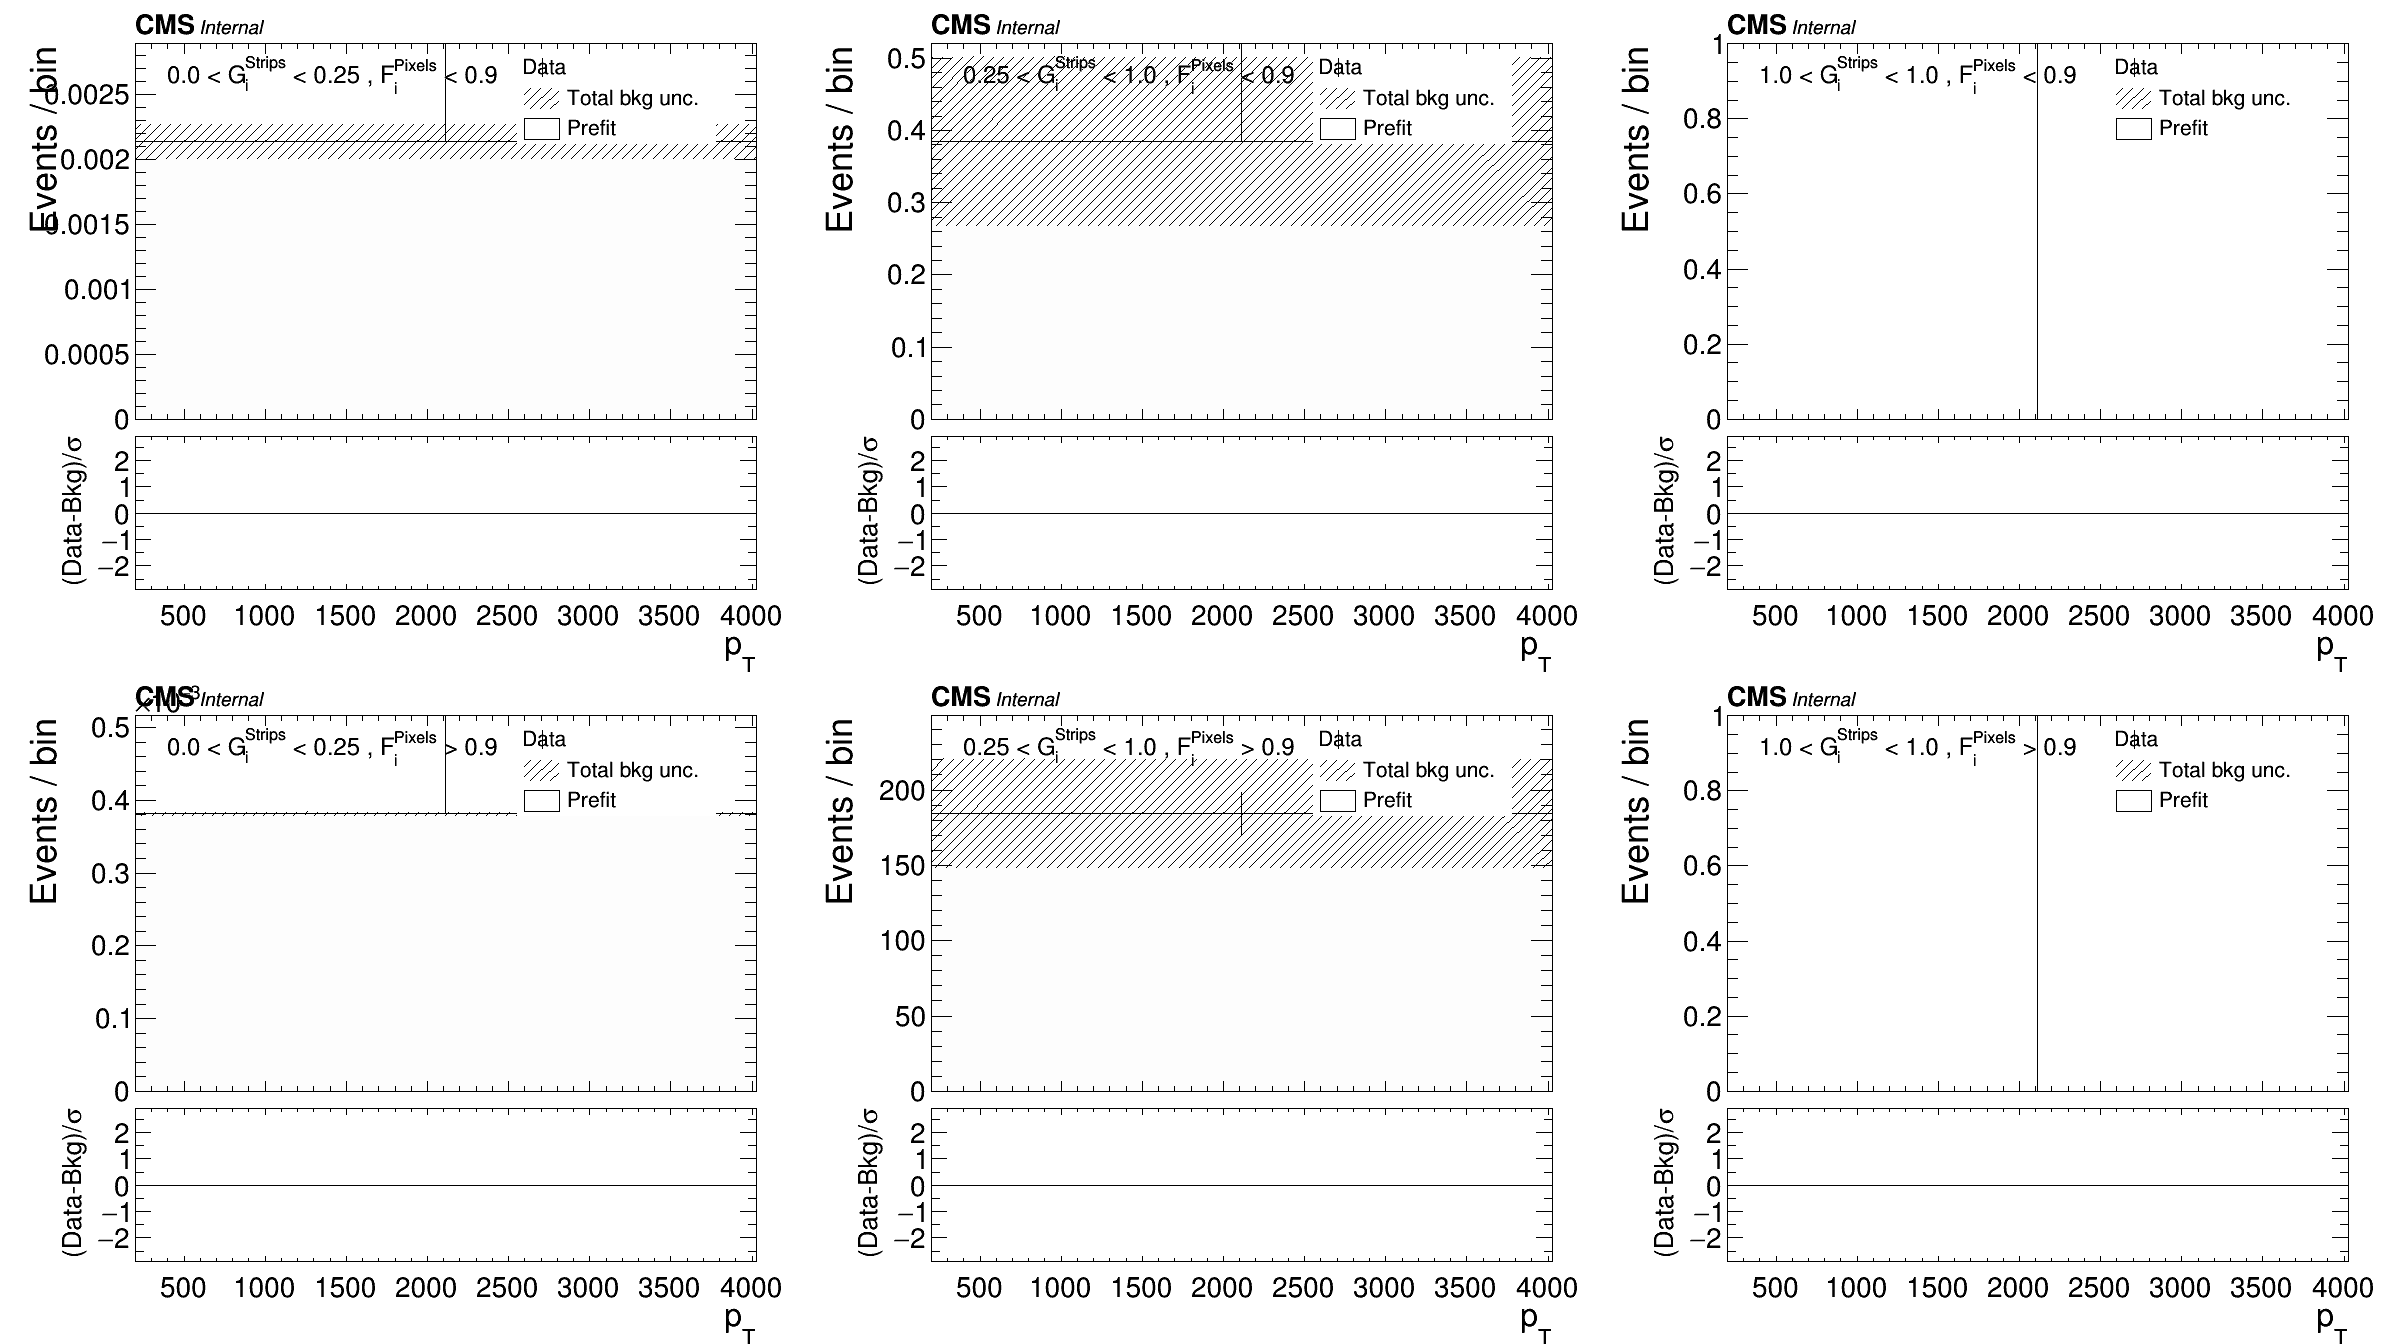 CMS Internal
Events / bin
0.0 < G_i^Strips < 0.25 , F_i^Pixels < 0.9
Data
Total bkg unc.
Prefit
0.0025
0.002
0.0015
0.001
0.0005
0
(Data-Bkg)/σ
2
1
0
−1
−2
500 1000 1500 2000 2500 3000 3500 4000
p_T
CMS Internal
Events / bin
0.25 < G_i^Strips < 1.0 , F_i^Pixels < 0.9
Data
Total bkg unc.
Prefit
0.5
0.4
0.3
0.2
0.1
0
(Data-Bkg)/σ
2
1
0
−1
−2
500 1000 1500 2000 2500 3000 3500 4000
p_T
CMS Internal
Events / bin
1.0 < G_i^Strips < 1.0 , F_i^Pixels < 0.9
Data
Total bkg unc.
Prefit
1
0.8
0.6
0.4
0.2
0
(Data-Bkg)/σ
2
1
0
−1
−2
500 1000 1500 2000 2500 3000 3500 4000
p_T
CMS Internal
×10^−3
Events / bin
0.0 < G_i^Strips < 0.25 , F_i^Pixels > 0.9
Data
Total bkg unc.
Prefit
0.5
0.4
0.3
0.2
0.1
0
(Data-Bkg)/σ
2
1
0
−1
−2
500 1000 1500 2000 2500 3000 3500 4000
p_T
CMS Internal
Events / bin
0.25 < G_i^Strips < 1.0 , F_i^Pixels > 0.9
Data
Total bkg unc.
Prefit
200
150
100
50
0
(Data-Bkg)/σ
2
1
0
−1
−2
500 1000 1500 2000 2500 3000 3500 4000
p_T
CMS Internal
Events / bin
1.0 < G_i^Strips < 1.0 , F_i^Pixels > 0.9
Data
Total bkg unc.
Prefit
1
0.8
0.6
0.4
0.2
0
(Data-Bkg)/σ
2
1
0
−1
−2
500 1000 1500 2000 2500 3000 3500 4000
p_T